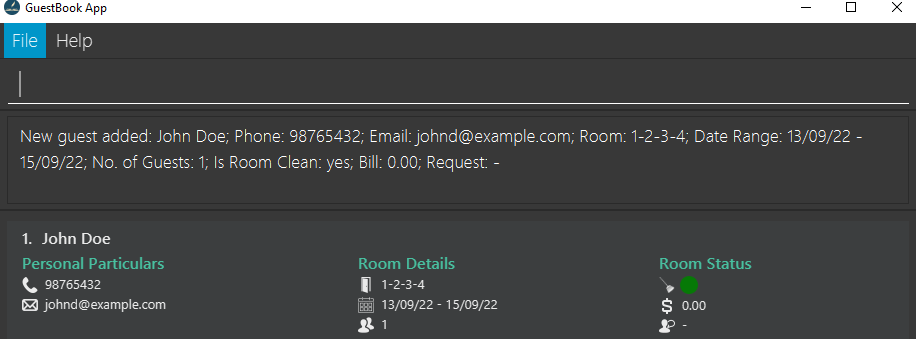 GuestBook App
File Help
New guest added: John Doe; Phone: 98765432; Email: johnd@example.com; Room: 1-2-3-4; Date Range: 13/09/22 -
15/09/22; No. of Guests: 1; Is Room Clean: yes; Bill: 0.00; Request: -
1. John Doe
Personal Particulars Room Details Room Status
98765432 1-2-3-4
johnd@example.com 13/09/22 - 15/09/22 $ 0.00
1 -